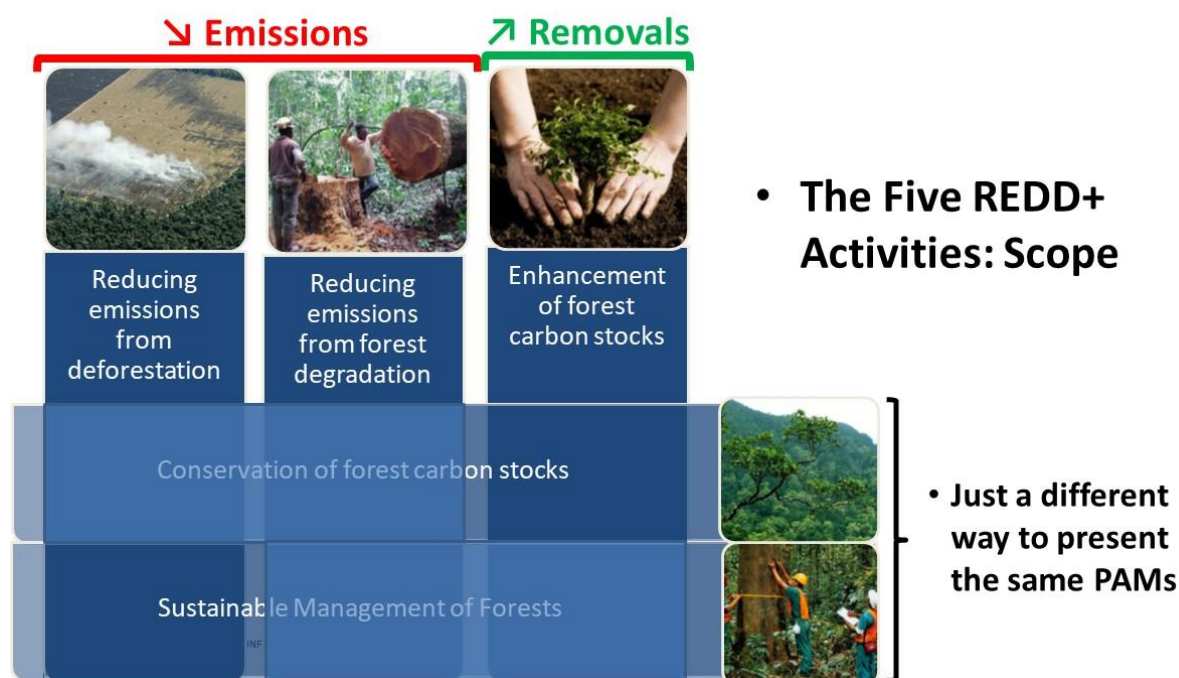 ↘ Emissions
↗ Removals
Reducing
emissions
from
deforestation
Reducing
emissions
from forest
degradation
Enhancement
of forest
carbon stocks
• The Five REDD+
Activities: Scope
Conservation of forest carbon stocks
Sustainable Management of Forests
INF
• Just a different
way to present
the same PAMs